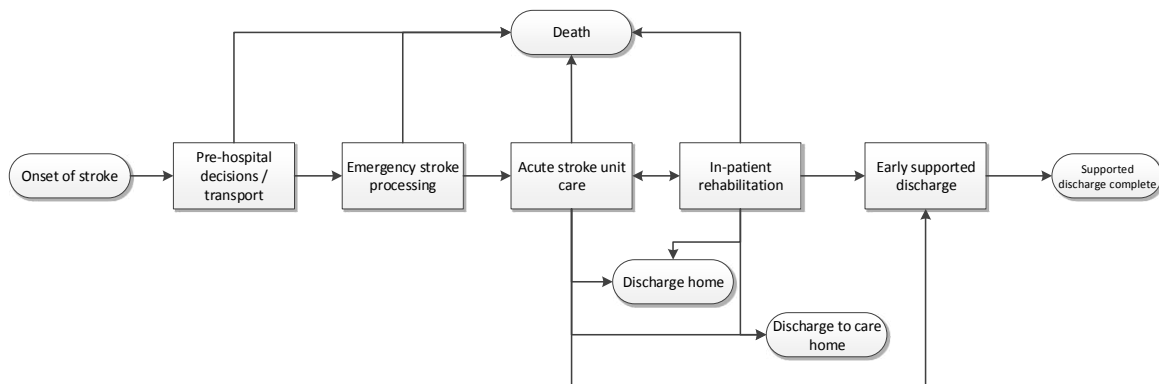 Death
Onset of stroke
Pre-hospital
decisions /
transport
Emergency stroke
processing
Acute stroke unit
care
In-patient
rehabilitation
Early supported
discharge
Supported
discharge complete
Discharge home
Discharge to care
home